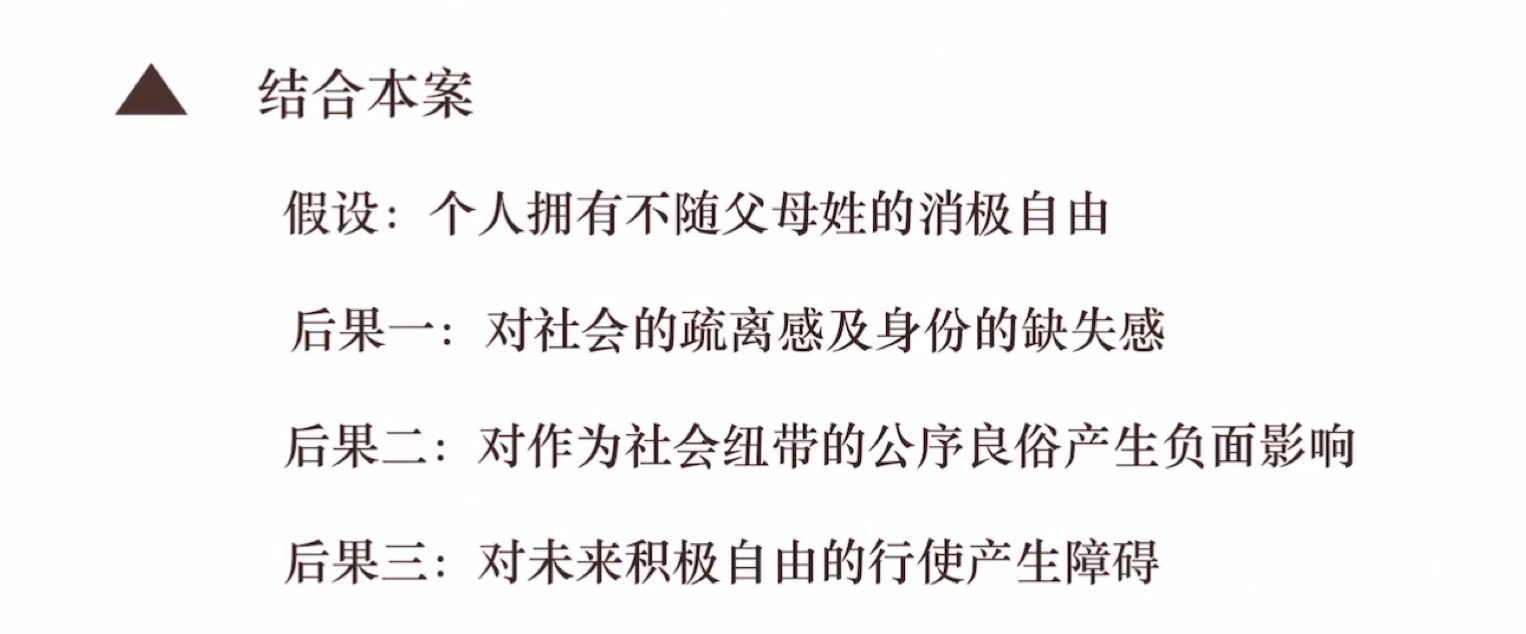 结合本案
假设：个人拥有不随父母姓的消极自由
后果一：对社会的疏离感及身份的缺失感
后果二：对作为社会纽带的公序良俗产生负面影响
后果三：对未来积极自由的行使产生障碍